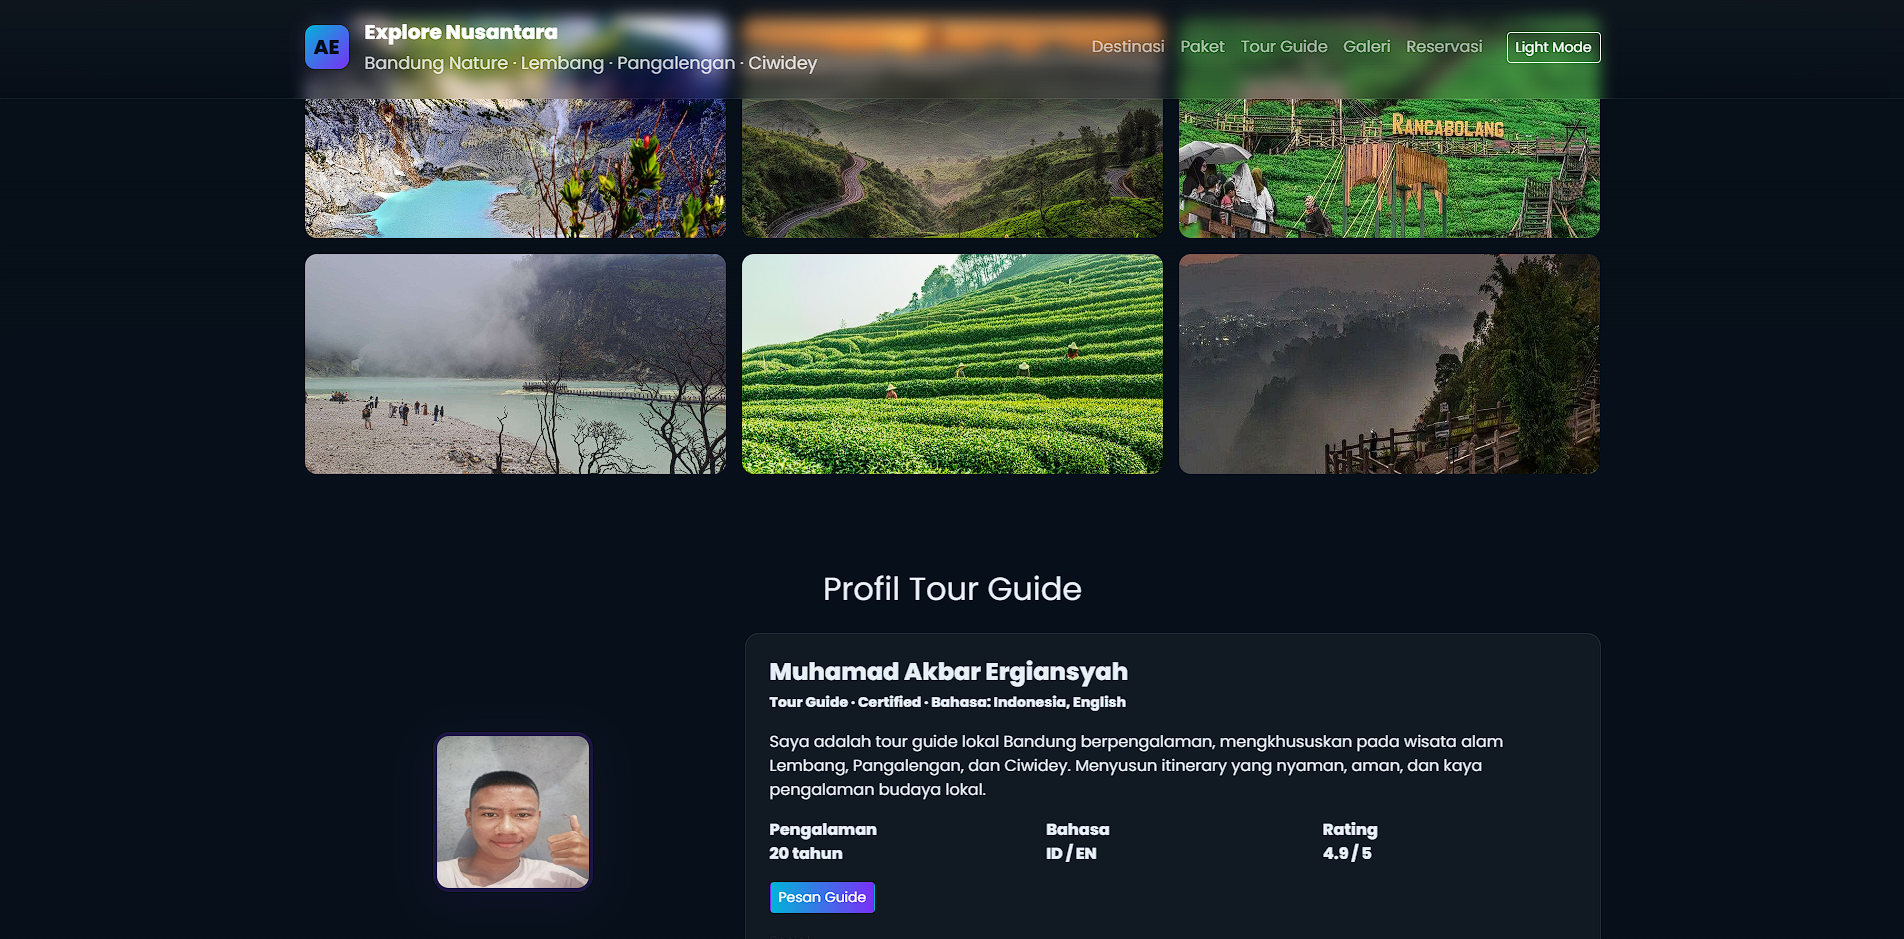 AE
Explore Nusantara
Bandung Nature · Lembang · Pangalengan · Ciwidey
Destinasi
Paket
Tour Guide
Galeri
Reservasi
Light Mode
RANCABOLANG
Profil Tour Guide
Muhamad Akbar Ergiansyah
Tour Guide · Certified · Bahasa: Indonesia, English
Saya adalah tour guide lokal Bandung berpengalaman, mengkhususkan pada wisata alam
Lembang, Pangalengan, dan Ciwidey. Menyusun itinerary yang nyaman, aman, dan kaya
pengalaman budaya lokal.
Pengalaman
20 tahun
Bahasa
ID / EN
Rating
4.9 / 5
Pesan Guide